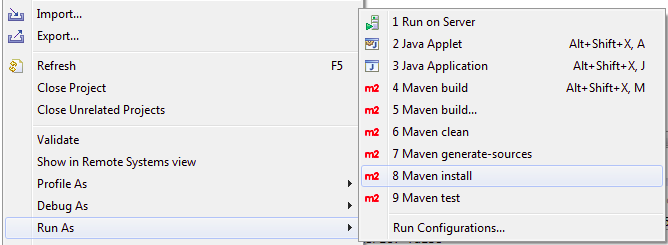 Import...
Export...
Refresh F5
Close Project
Close Unrelated Projects
Validate
Show in Remote Systems view
Profile As
Debug As
Run As
1 Run on Server
2 Java Applet Alt+Shift+X, A
3 Java Application Alt+Shift+X, J
m2 4 Maven build Alt+Shift+X, M
m2 5 Maven build...
m2 6 Maven clean
m2 7 Maven generate-sources
m2 8 Maven install
m2 9 Maven test
Run Configurations...